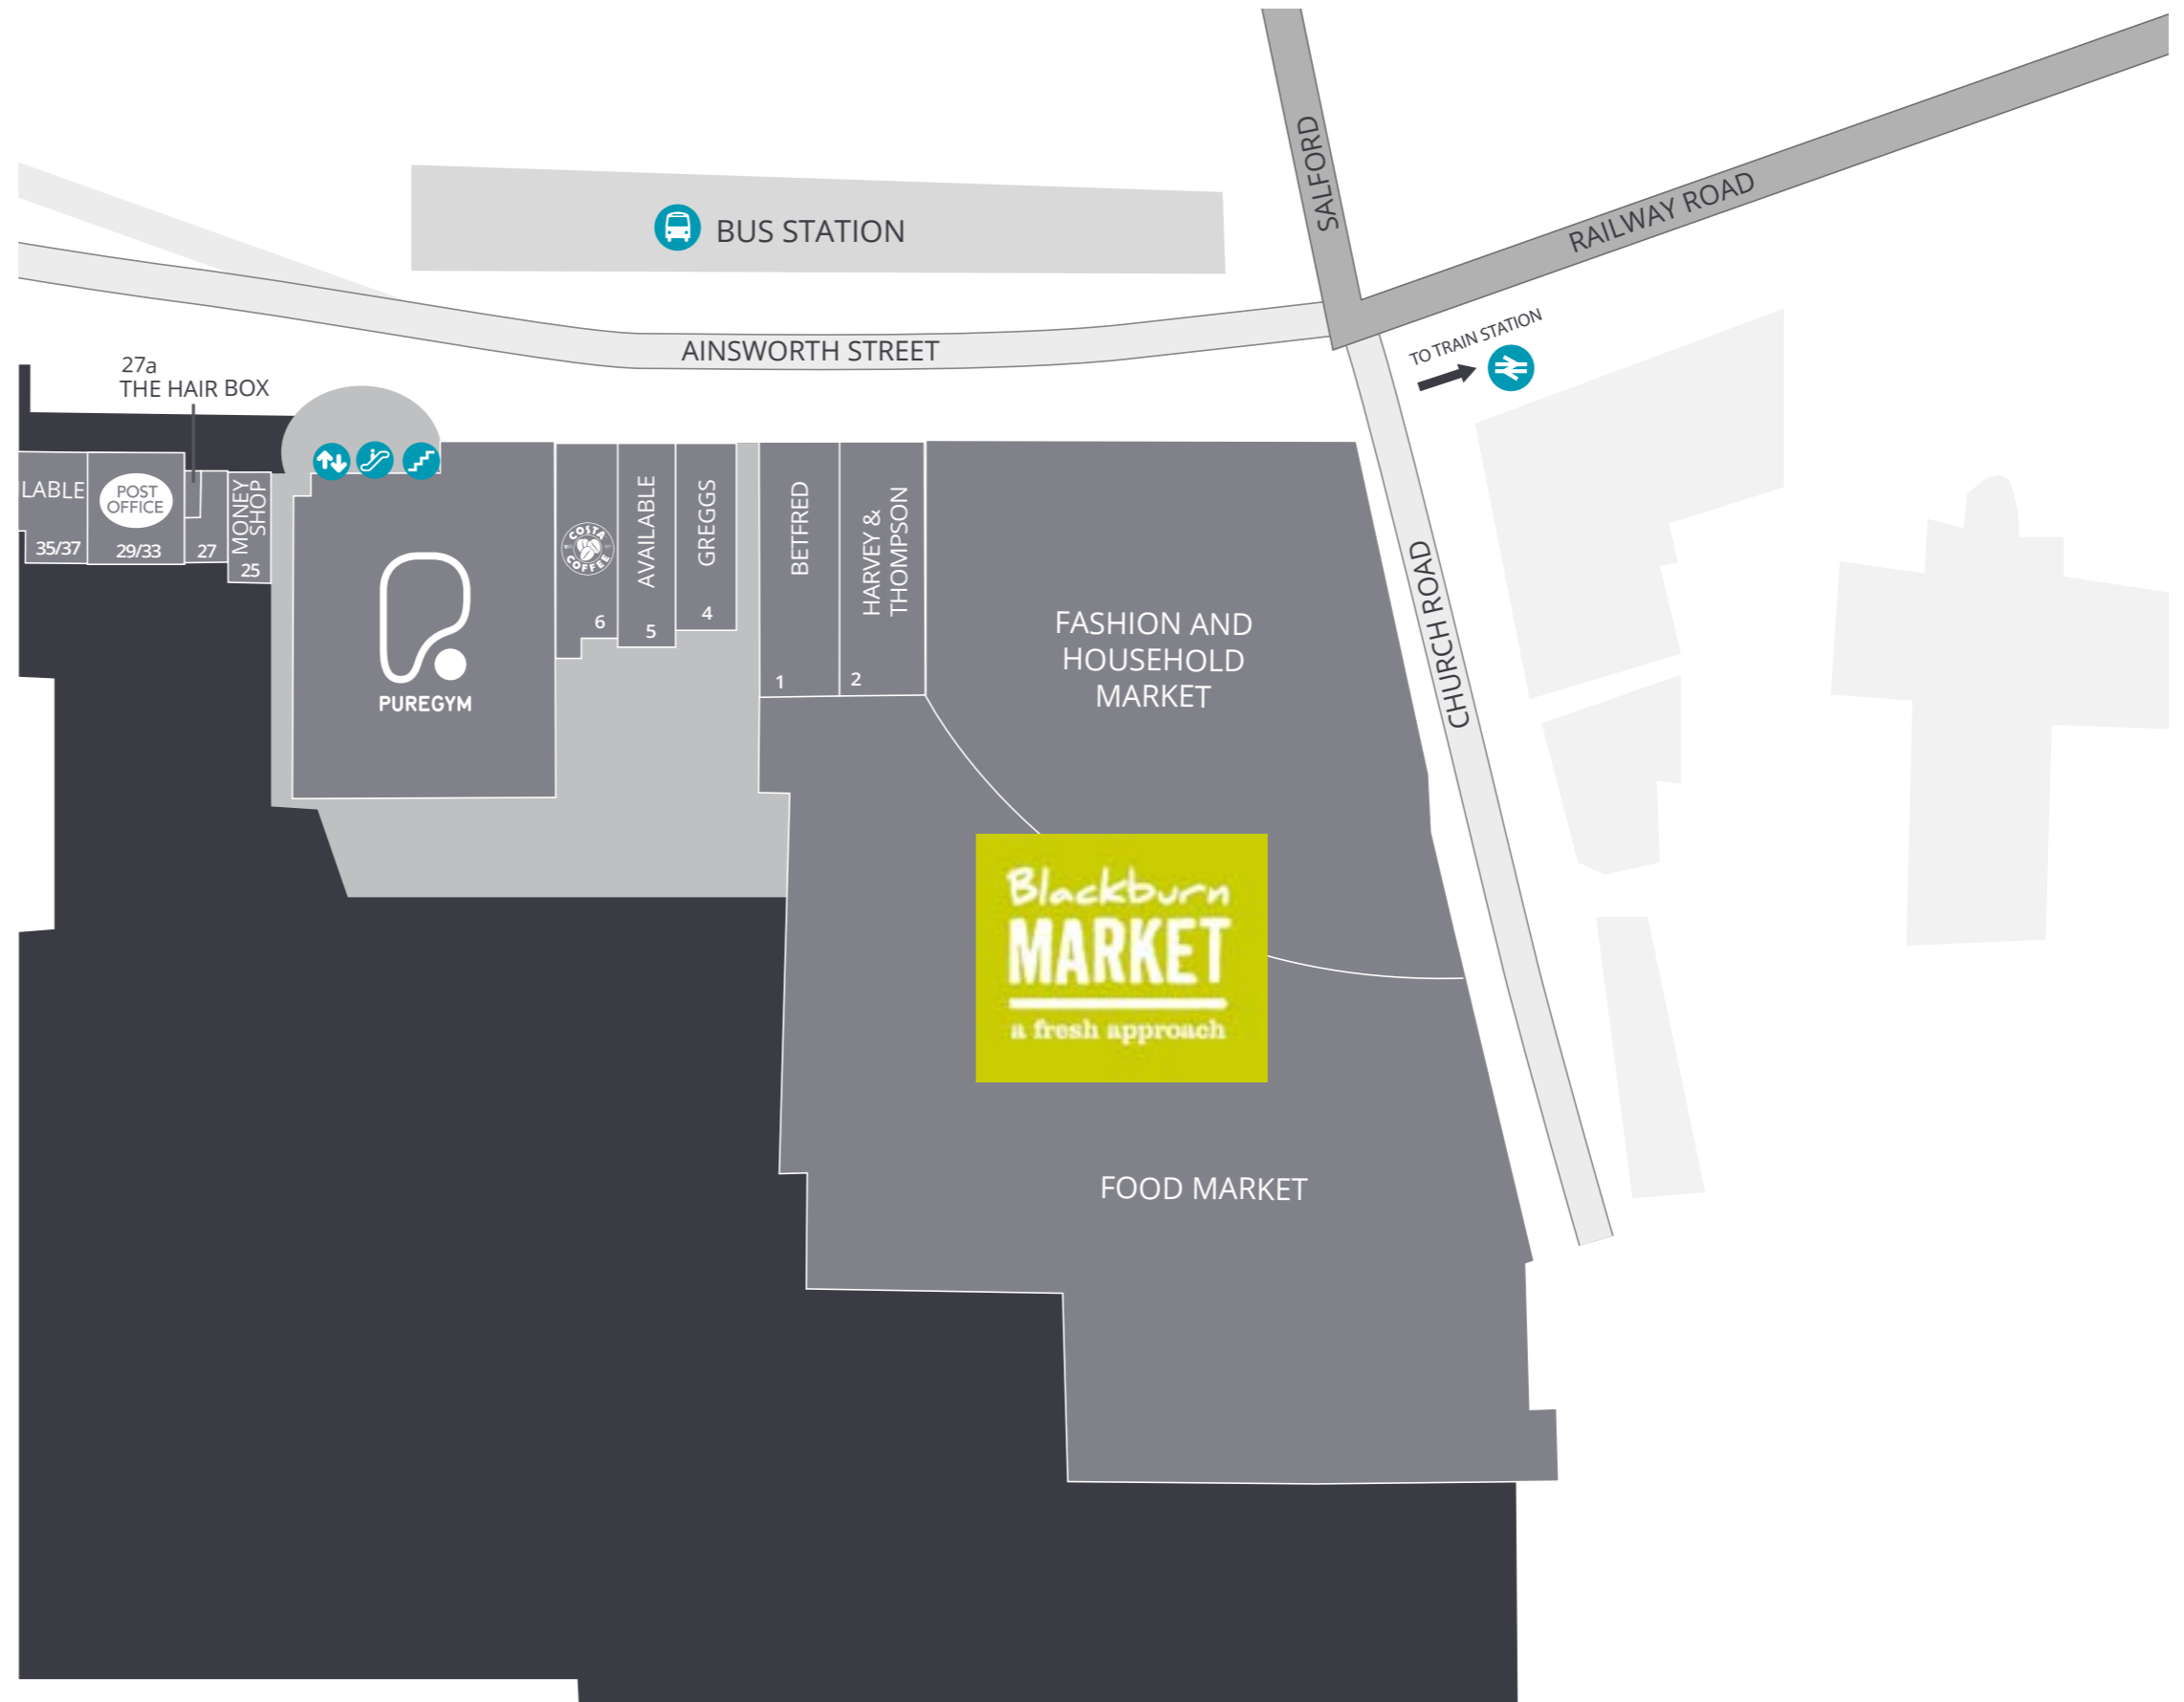 SALFORD
RAILWAY ROAD
BUS STATION
AINSWORTH STREET
TO TRAIN STATION
27a
THE HAIR BOX
LABLE
35/37
POST
OFFICE
29/33
27
MONEY
SHOP
25
PUREGYM
COSTA
COFFEE
6
AVAILABLE
5
GREGGS
4
BETFRED
1
HARVEY &
THOMPSON
2
FASHION AND
HOUSEHOLD
MARKET
CHURCH ROAD
Blackburn
MARKET
a fresh approach
FOOD MARKET